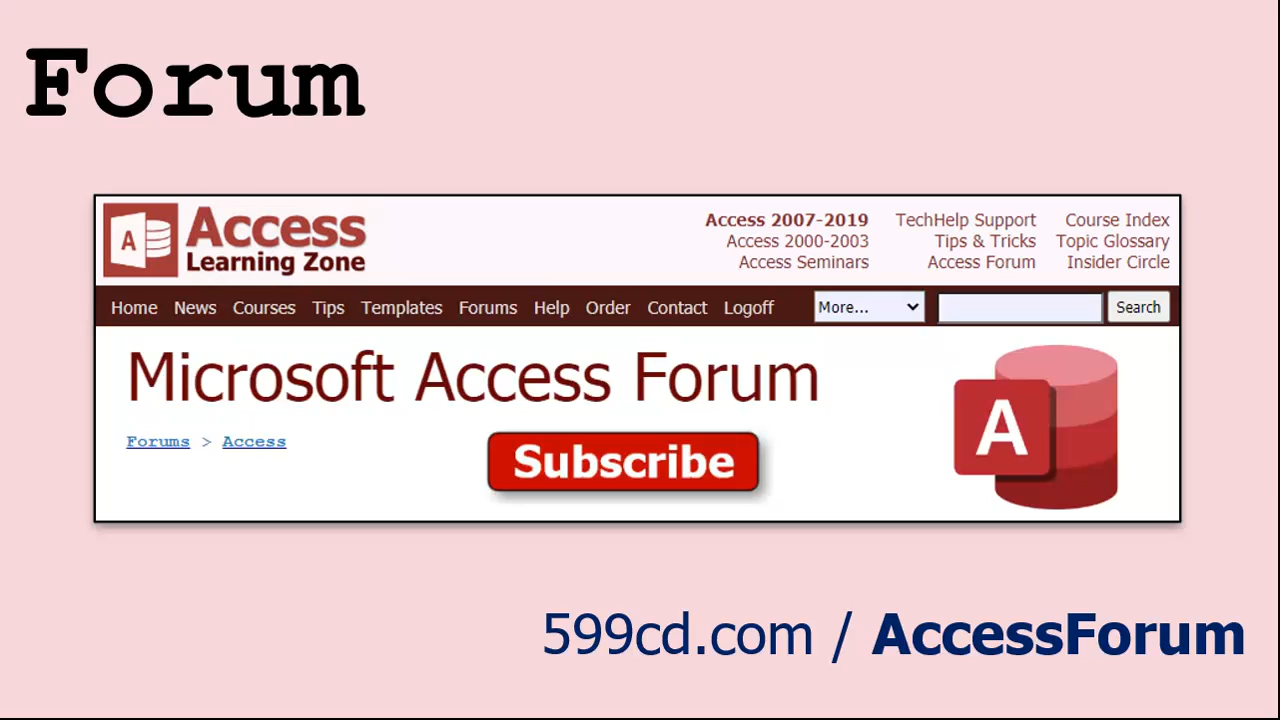 Forum
A
Access
Learning Zone
Access 2007-2019 TechHelp Support Course Index
Access 2000-2003 Tips & Tricks Topic Glossary
Access Seminars Access Forum Insider Circle
Home News Courses Tips Templates Forums Help Order Contact Logoff More... Search
Microsoft Access Forum
A
Forums > Access
Subscribe
599cd.com / AccessForum